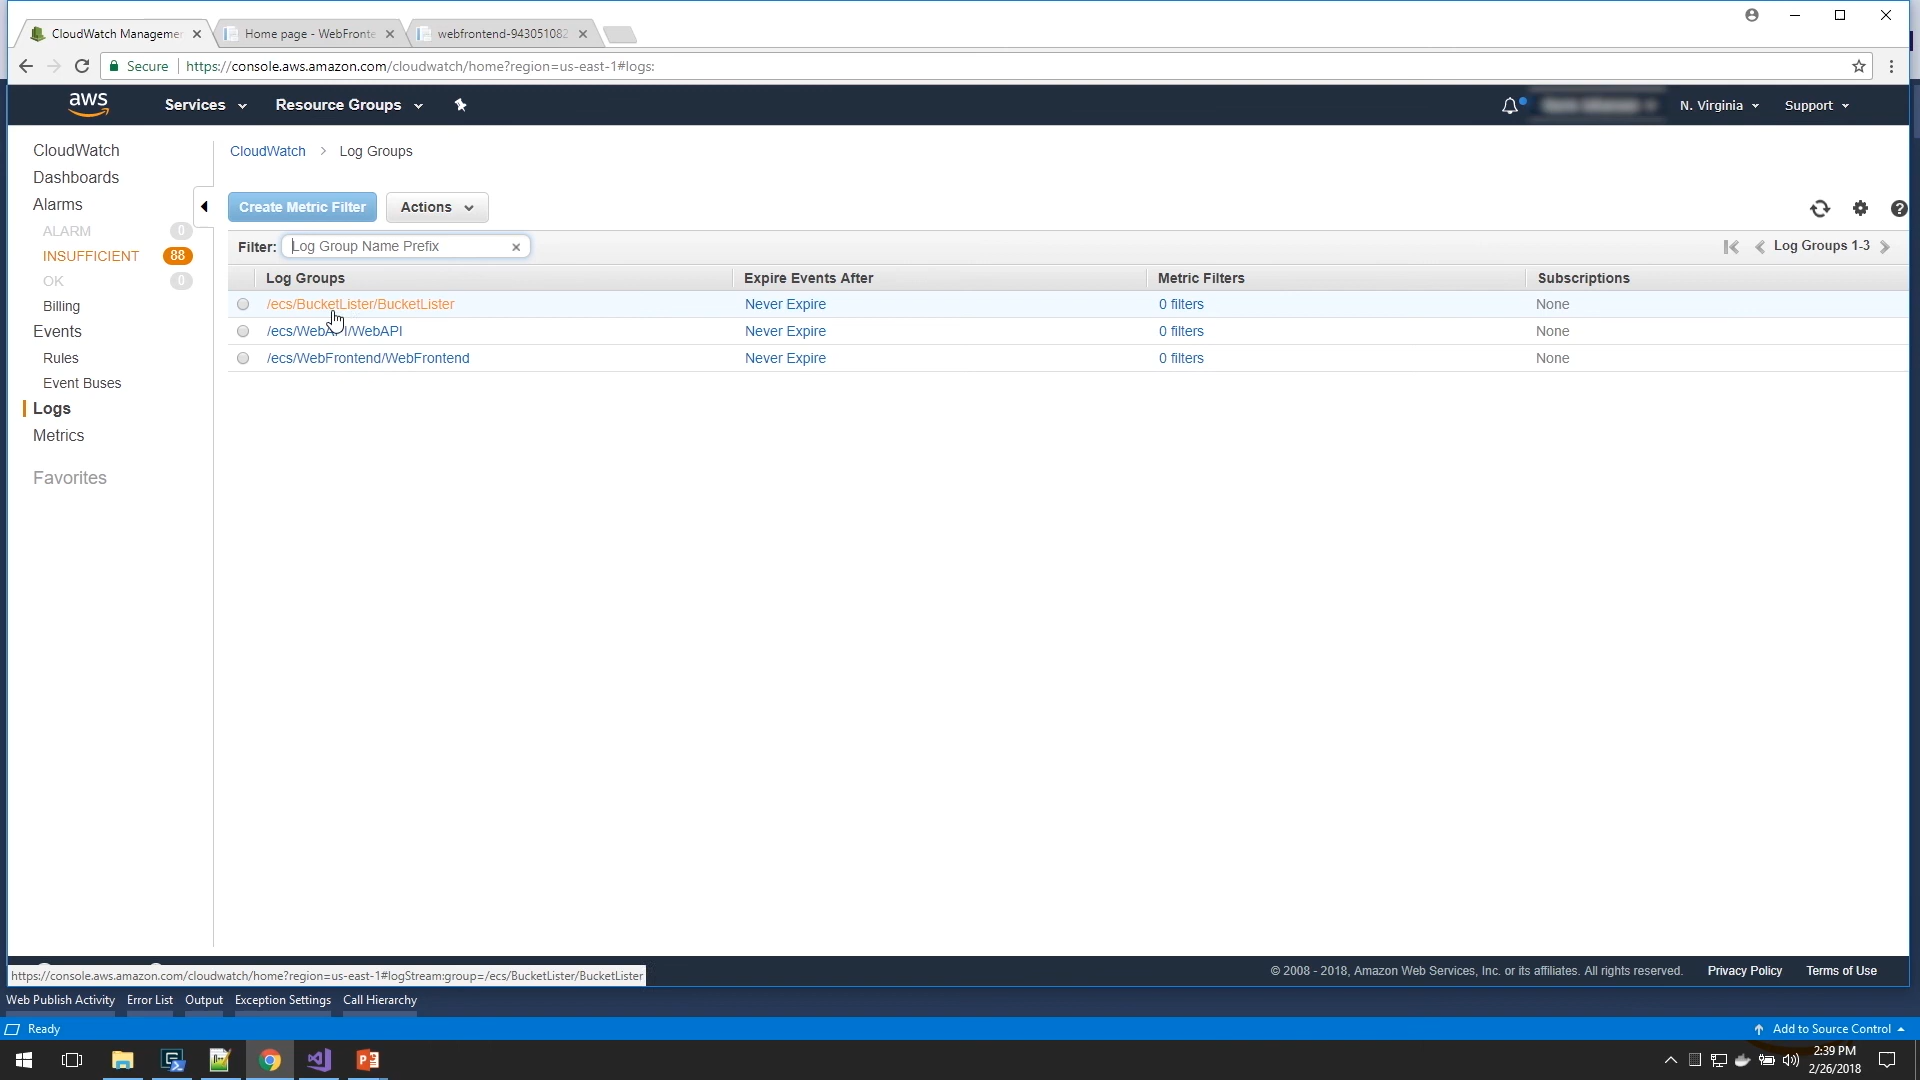 CloudWatch Manageme
Home page - WebFronte
webfrontend-943051082
Secure
https://console.aws.amazon.com/cloudwatch/home?region=us-east-1#logs:
aws
Services
Resource Groups
N. Virginia
Support
CloudWatch
Dashboards
Alarms
ALARM 0
INSUFFICIENT 88
OK 0
Billing
Events
Rules
Event Buses
Logs
Metrics
Favorites
CloudWatch > Log Groups
Create Metric Filter
Actions
Filter: Log Group Name Prefix
Log Groups 1-3
Log Groups Expire Events After Metric Filters Subscriptions
/ecs/BucketLister/BucketLister Never Expire 0 filters None
/ecs/WebAPI/WebAPI Never Expire 0 filters None
/ecs/WebFrontend/WebFrontend Never Expire 0 filters None
https://console.aws.amazon.com/cloudwatch/home?region=us-east-1#logStream:group=/ecs/BucketLister/BucketLister
© 2008 - 2018, Amazon Web Services, Inc. or its affiliates. All rights reserved. Privacy Policy Terms of Use
Web Publish Activity Error List Output Exception Settings Call Hierarchy
Ready
Add to Source Control
2:39 PM
2/26/2018